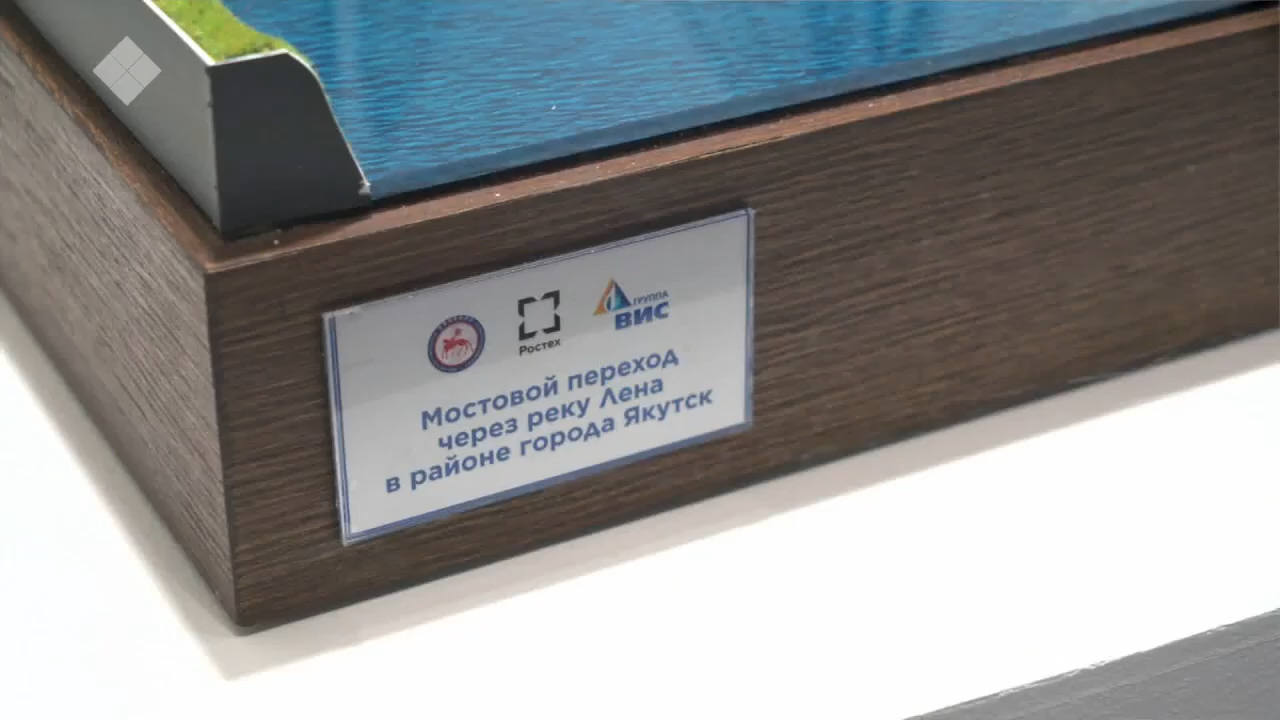 Ростех
ГРУППА
ВИС
Мостовой переход
через реку Лена
в районе города Якутск